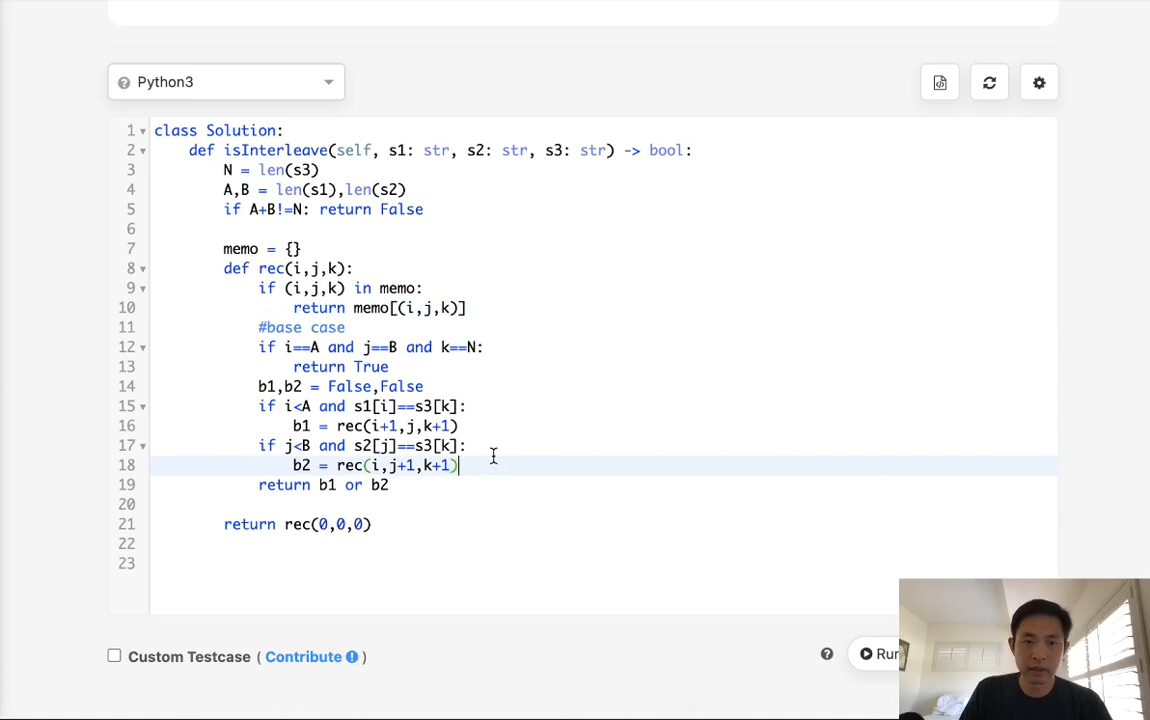 Python3
1 class Solution:
2 def isInterleave(self, s1: str, s2: str, s3: str) -> bool:
3 N = len(s3)
4 A,B = len(s1),len(s2)
5 if A+B!=N: return False
6
7 memo = {}
8 def rec(i,j,k):
9 if (i,j,k) in memo:
10 return memo[(i,j,k)]
11 #base case
12 if i==A and j==B and k==N:
13 return True
14 b1,b2 = False,False
15 if i<A and s1[i]==s3[k]:
16 b1 = rec(i+1,j,k+1)
17 if j<B and s2[j]==s3[k]:
18 b2 = rec(i,j+1,k+1)
19 return b1 or b2
20
21 return rec(0,0,0)
22
23
Custom Testcase ( Contribute )
Run